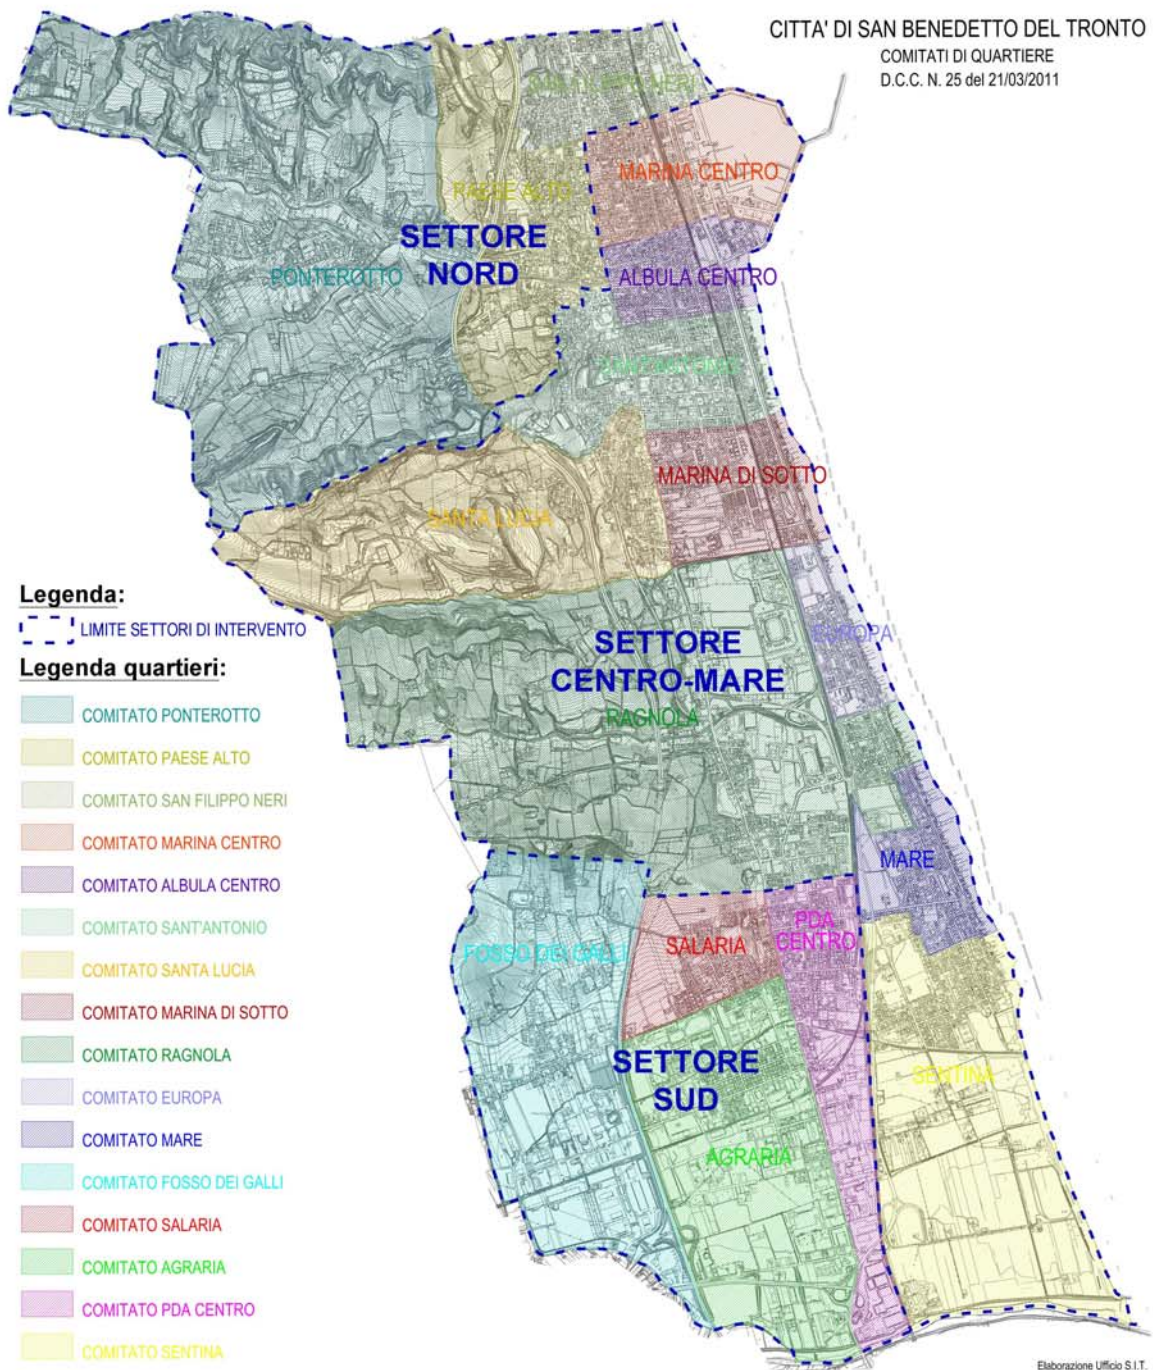 CITTA' DI SAN BENEDETTO DEL TRONTO
COMITATI DI QUARTIERE
D.C.C. N. 25 del 21/03/2011
SAN FILIPPO NERI
MARINA CENTRO
PAESE ALTO
SETTORE
NORD
PONTEROTTO
ALBULA CENTRO
SANT'ANTONIO
MARINA DI SOTTO
SANTA LUCIA
EUROPA
SETTORE
CENTRO-MARE
RAGNOLA
MARE
PDA
CENTRO
SALARIA
FOSSO DEI GALLI
SETTORE
SUD
SENTINA
AGRARIA
Legenda:
LIMITE SETTORI DI INTERVENTO
Legenda quartieri:
COMITATO PONTEROTTO
COMITATO PAESE ALTO
COMITATO SAN FILIPPO NERI
COMITATO MARINA CENTRO
COMITATO ALBULA CENTRO
COMITATO SANT'ANTONIO
COMITATO SANTA LUCIA
COMITATO MARINA DI SOTTO
COMITATO RAGNOLA
COMITATO EUROPA
COMITATO MARE
COMITATO FOSSO DEI GALLI
COMITATO SALARIA
COMITATO AGRARIA
COMITATO PDA CENTRO
COMITATO SENTINA
Elaborazione Ufficio S.I.T.